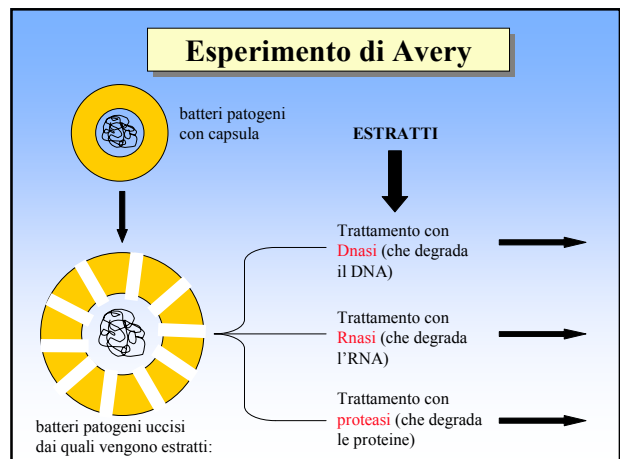 Esperimento di Avery
batteri patogeni
con capsula
ESTRATTI
Trattamento con
Dnasi (che degrada
il DNA)
Trattamento con
Rnasi (che degrada
l'RNA)
Trattamento con
proteasi (che degrada
le proteine)
batteri patogeni uccisi
dai quali vengono estratti: